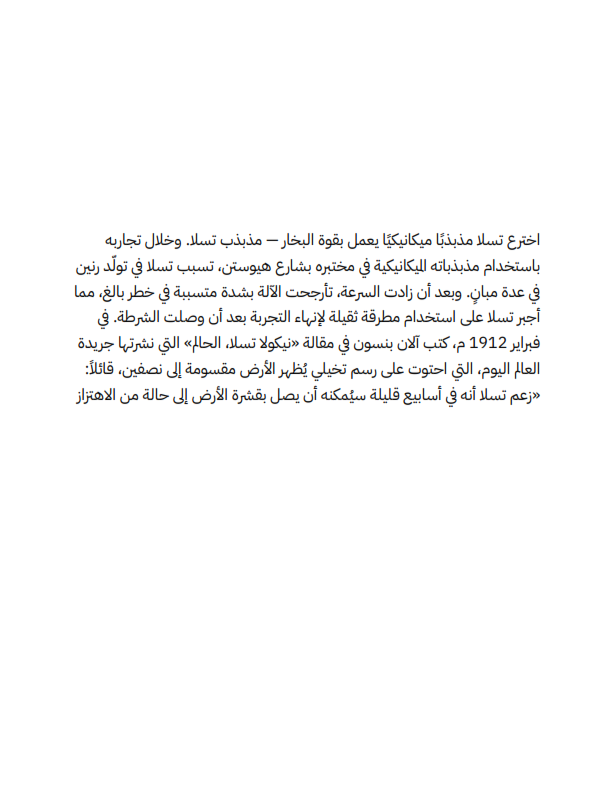 اخترع تسلا مذبذبًا ميكانيكيًا يعمل بقوة البخار — مذبذب تسلا. وخلال تجاربه
باستخدام مذبذباته الميكانيكية في مختبره بشارع هيوستن، تسبب تسلا في تولّد رنين
في عدة مبانٍ. وبعد أن زادت السرعة، تأرجحت الآلة بشدة متسببة في خطر بالغ، مما
أجبر تسلا على استخدام مطرقة ثقيلة لإنهاء التجربة بعد أن وصلت الشرطة. في
فبراير 1912 م، كتب آلان بنسون في مقالة «نيكولا تسلا، الحالم» التي نشرتها جريدة
العالم اليوم، التي احتوت على رسم تخيلي يُظهر الأرض مقسومة إلى نصفين، قائلاً:
«زعم تسلا أنه في أسابيع قليلة سيُمكنه أن يصل بقشرة الأرض إلى حالة من الاهتزاز